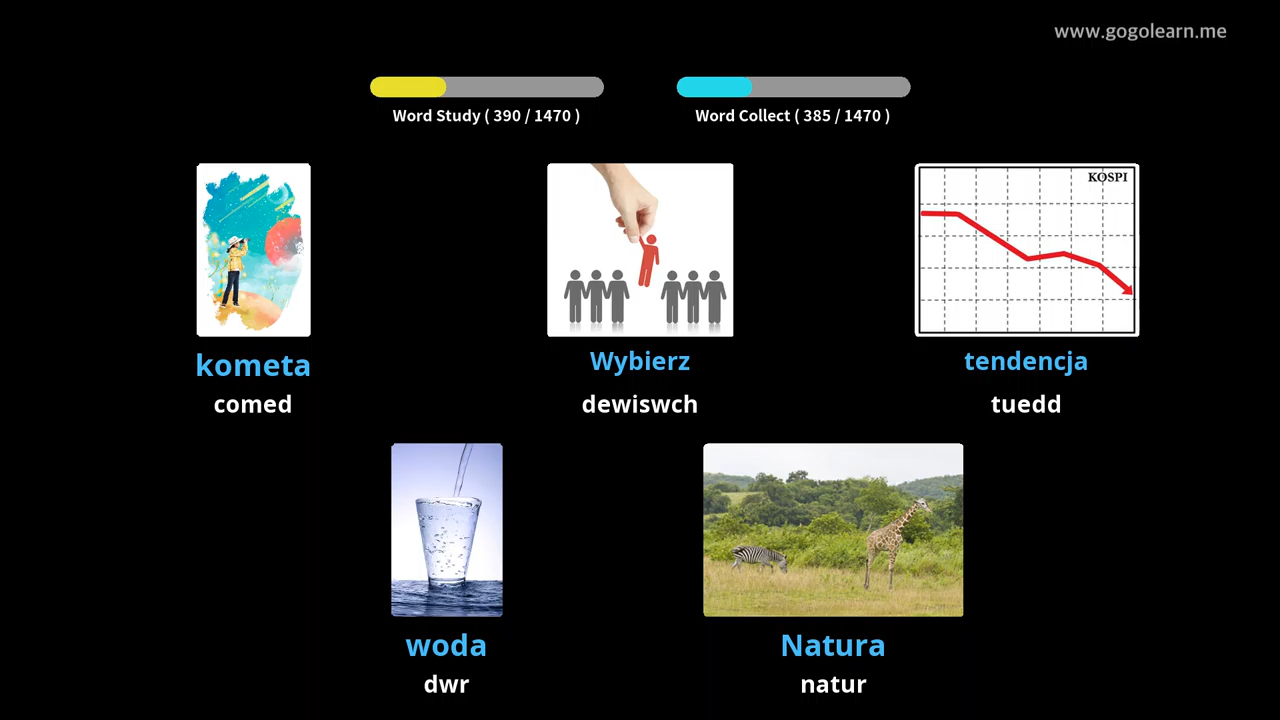 www.gogolearn.me
Word Study ( 390 / 1470 )
Word Collect ( 385 / 1470 )
KOSPI
kometa
comed
Wybierz
dewiswch
tendencja
tuedd
woda
dwr
Natura
natur